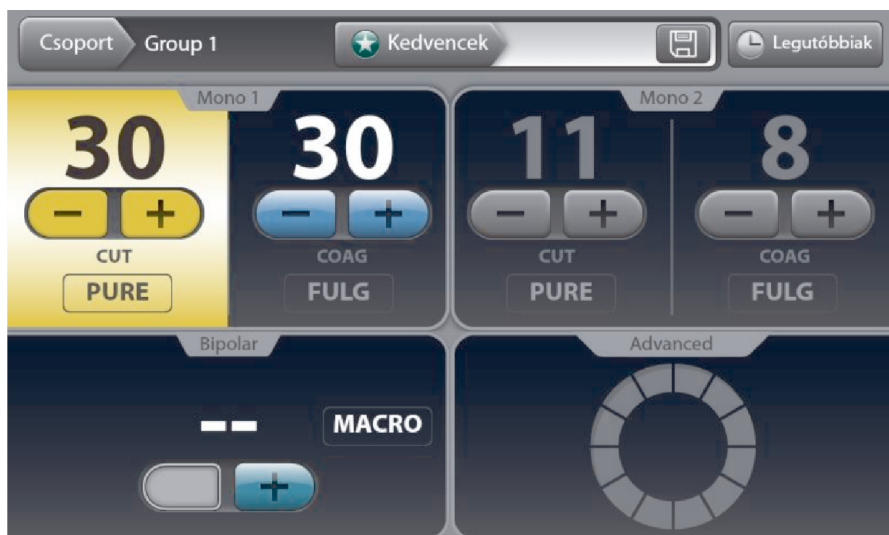 Csoport Group 1 Kedvencek Legutóbbiak
Mono 1 Mono 2
30 30 11 8
− + − + − + − +
CUT COAG CUT COAG
PURE FULG PURE FULG
Bipolar Advanced
-- MACRO
+